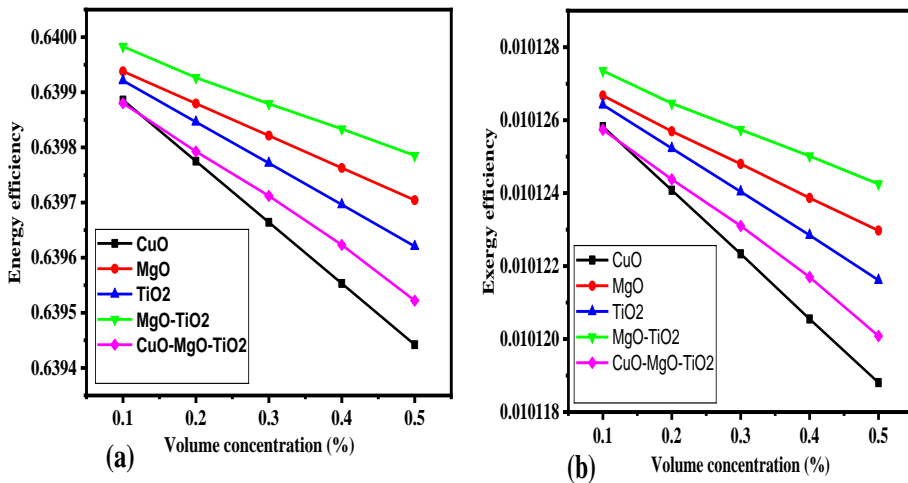 0.6400
0.6399
0.6398
0.6397
0.6396
0.6395
0.6394
Energy efficiency
CuO
MgO
TiO2
MgO-TiO2
CuO-MgO-TiO2
0.1 0.2 0.3 0.4 0.5
Volume concentration (%)
(a)
0.010128
0.010126
0.010124
0.010122
0.010120
0.010118
Exergy efficiency
CuO
MgO
TiO2
MgO-TiO2
CuO-MgO-TiO2
0.1 0.2 0.3 0.4 0.5
Volume concentration (%)
(b)